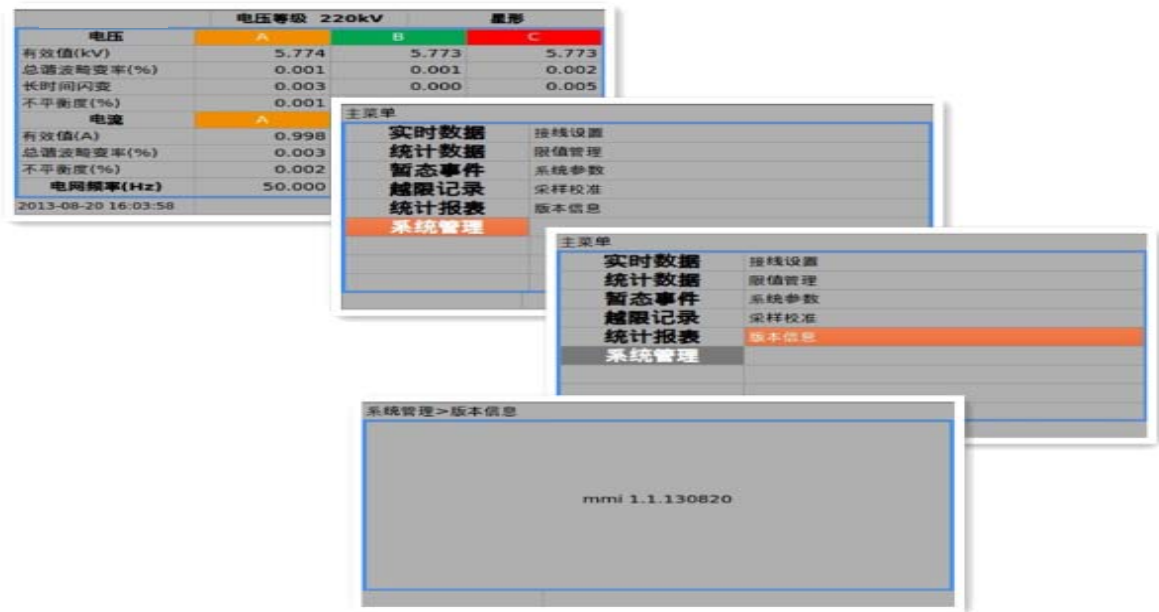 电压等级 220kV 星形
电压 A B C
有效值(kV) 5.774 5.773 5.773
总谐波畸变率(%) 0.001 0.001 0.002
长时间闪变 0.003 0.000 0.005
不平衡度(%) 0.001
电流 A
有效值(A) 0.998
总谐波畸变率(%) 0.003
不平衡度(%) 0.002
电网频率(Hz) 50.000
2013-08-20 16:03:58
主菜单
实时数据 接线设置
统计数据 限值管理
暂态事件 系统参数
越限记录 采样校准
统计报表 版本信息
系统管理
主菜单
实时数据 接线设置
统计数据 限值管理
暂态事件 系统参数
越限记录 采样校准
统计报表 版本信息
系统管理
系统管理>版本信息
mmi 1.1.130820